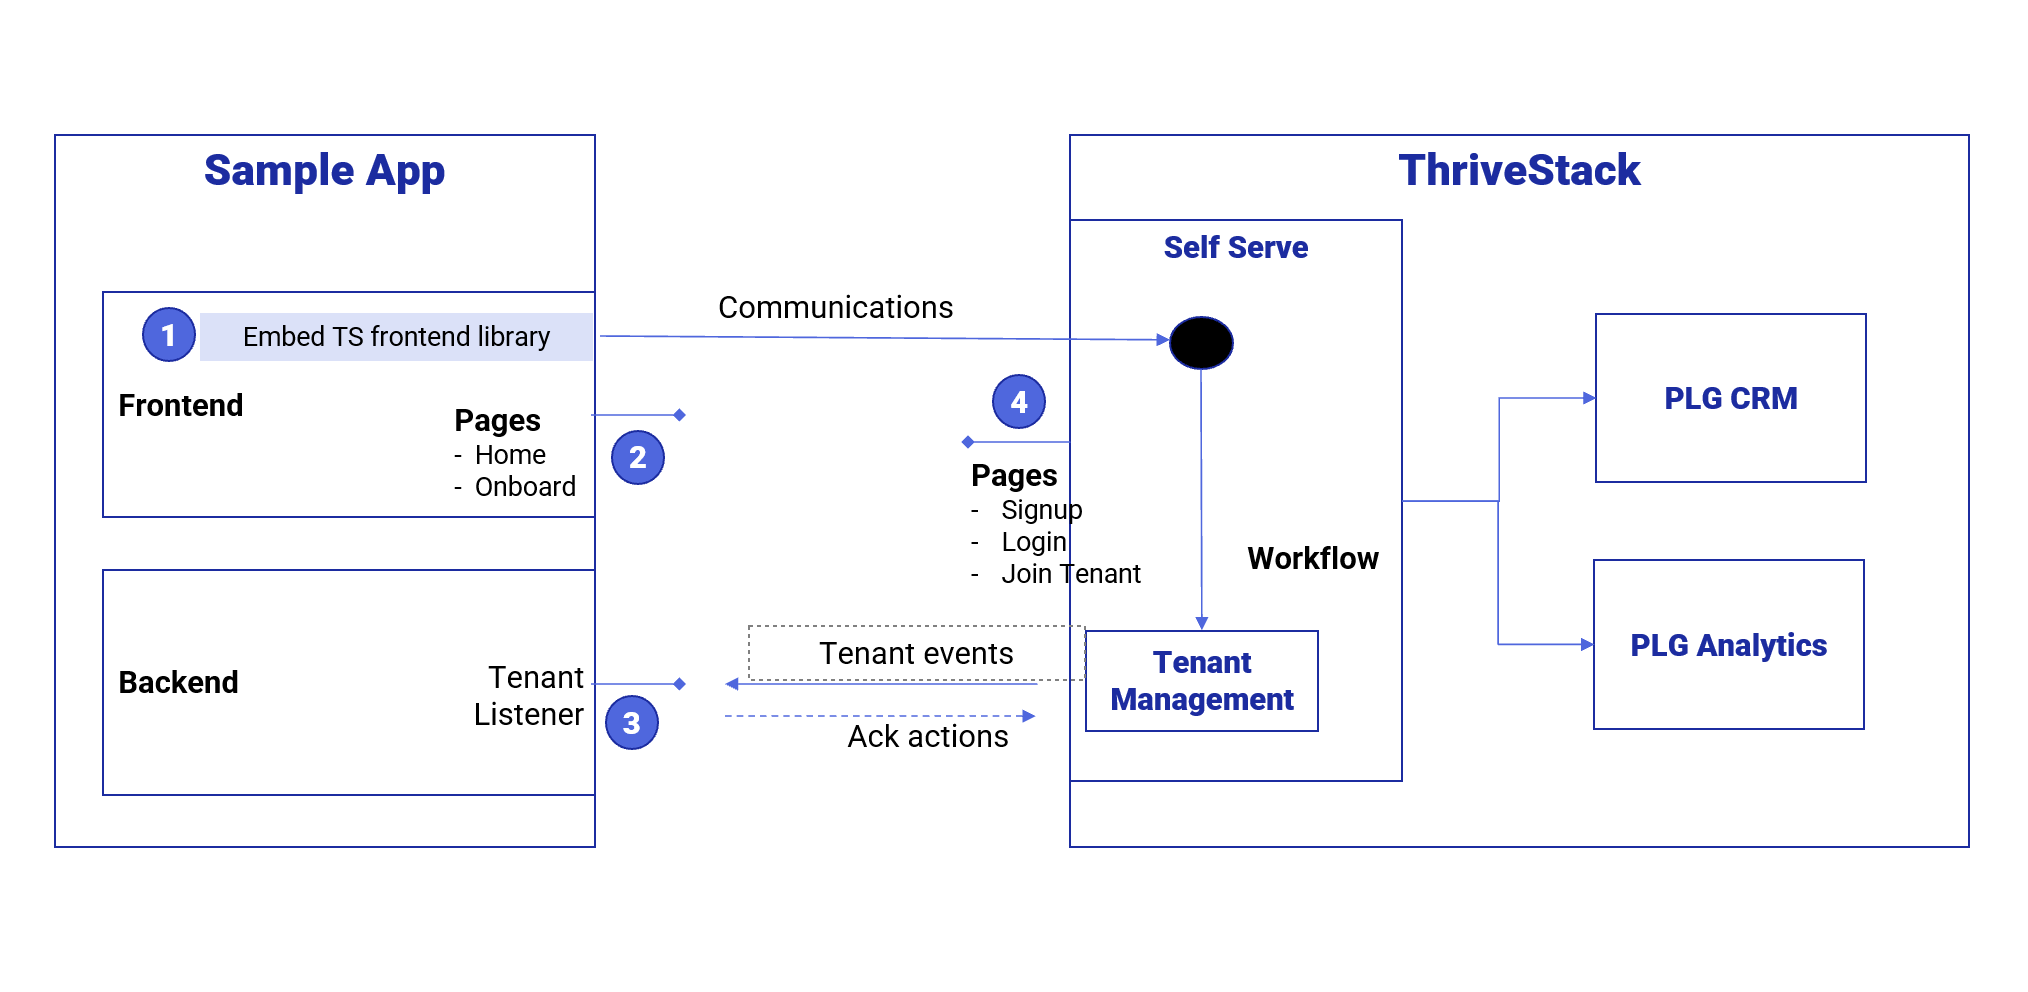 Sample App
1
Embed TS frontend library
Frontend
Pages
- Home
- Onboard
2
Backend
Tenant
Listener
3
Communications
4
Pages
- Signup
- Login
- Join Tenant
Tenant events
Ack actions
ThriveStack
Self Serve
Workflow
Tenant
Management
PLG CRM
PLG Analytics